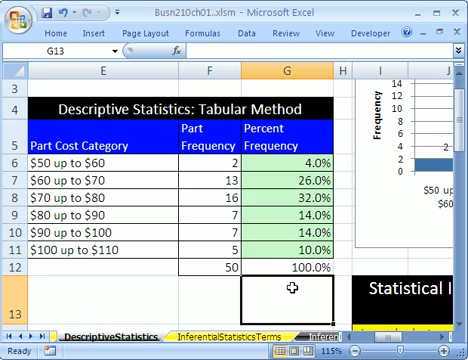 Busn210ch01..xlsm - Microsoft Excel
Home Insert Page Layout Formulas Data Review View Developer
G13 fx
E F G H I J
3
4 Descriptive Statistics: Tabular Method
5 Part Cost Category Part Frequency Percent Frequency
6 $50 up to $60 2 4.0%
7 $60 up to $70 13 26.0%
8 $70 up to $80 16 32.0%
9 $80 up to $90 7 14.0%
10 $90 up to $100 7 14.0%
11 $100 up to $110 5 10.0%
12 50 100.0%
13
Frequency
14
12
10
8
6
4
2
0
2
$50 up
$60
Statistical I
DescriptiveStatistics InferentialStatisticsTerms Inferen
Ready 115%